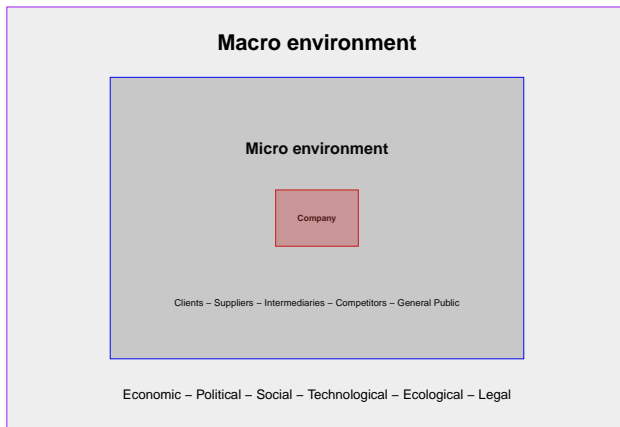 Macro environment
Micro environment
Company
Clients – Suppliers – Intermediaries – Competitors – General Public
Economic – Political – Social – Technological – Ecological – Legal